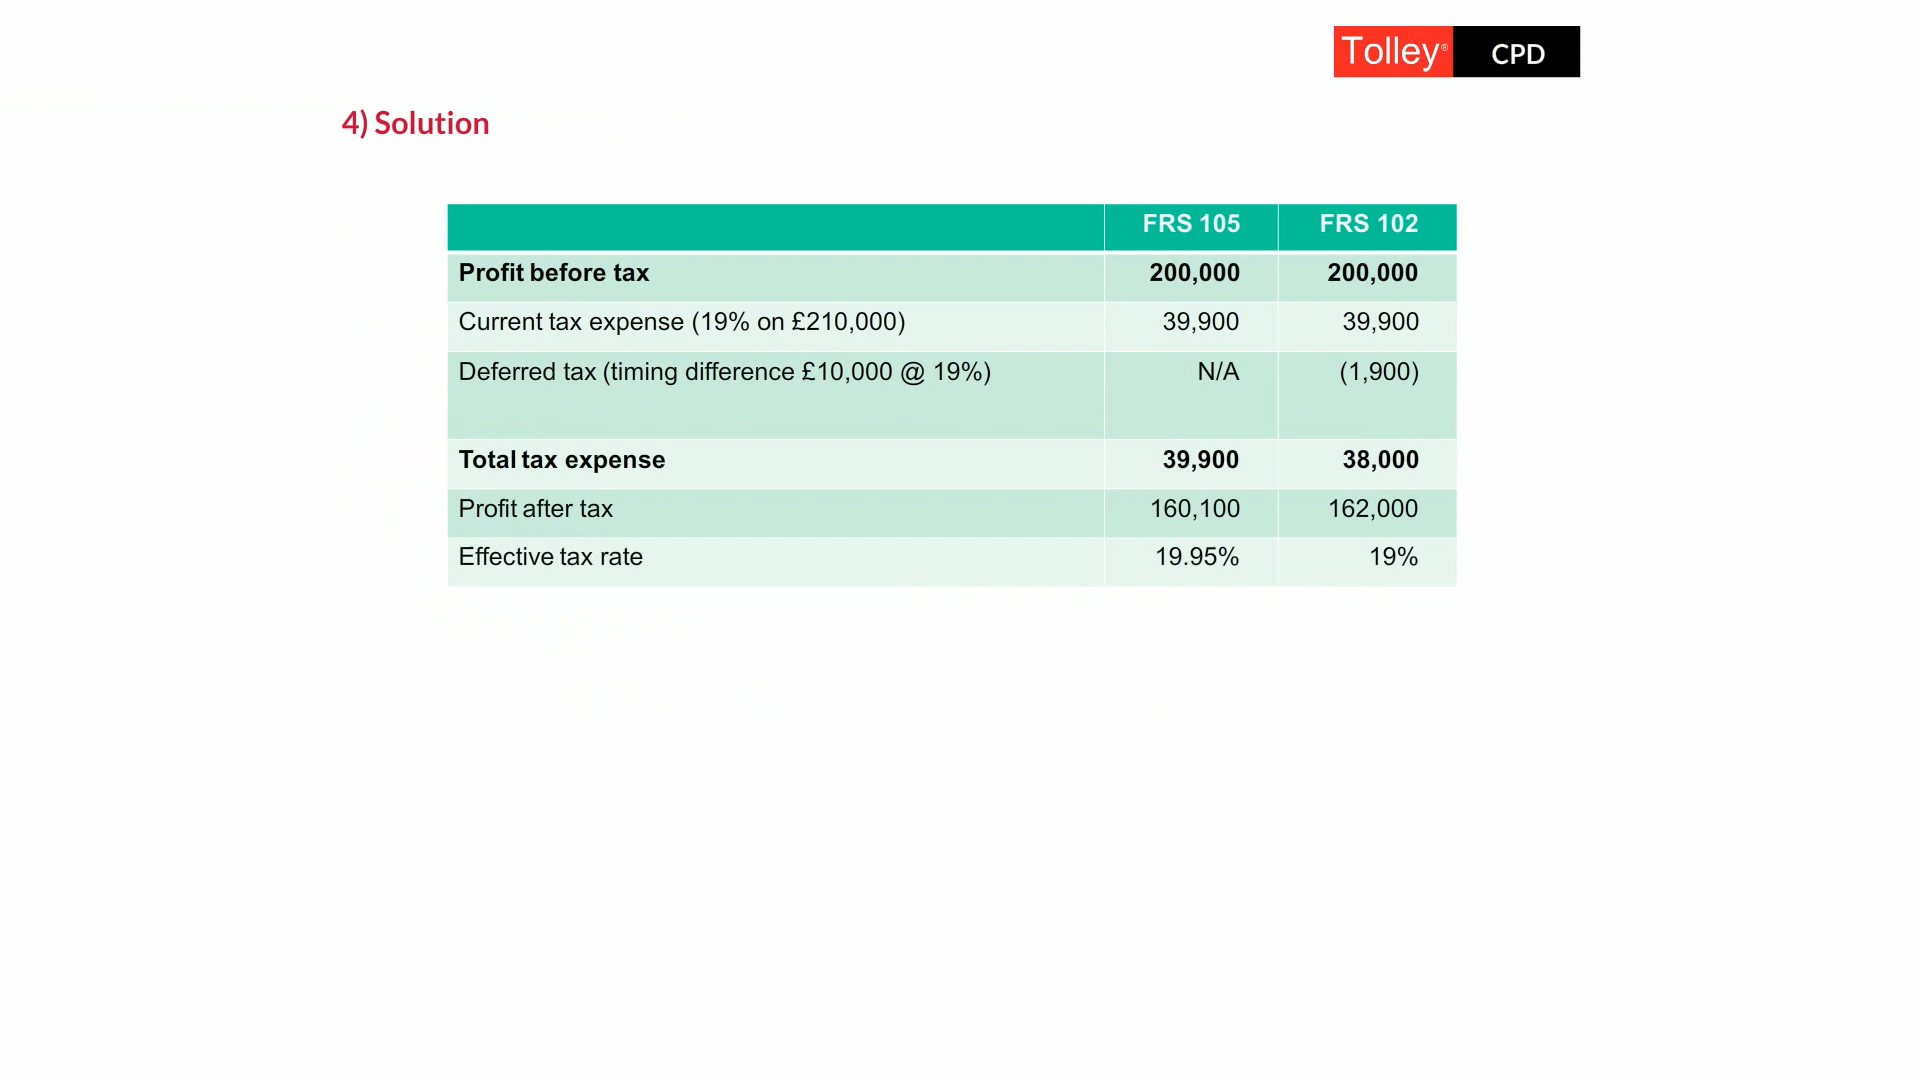 Tolley® CPD
4) Solution
FRS 105 FRS 102
Profit before tax 200,000 200,000
Current tax expense (19% on £210,000) 39,900 39,900
Deferred tax (timing difference £10,000 @ 19%) N/A (1,900)
Total tax expense 39,900 38,000
Profit after tax 160,100 162,000
Effective tax rate 19.95% 19%